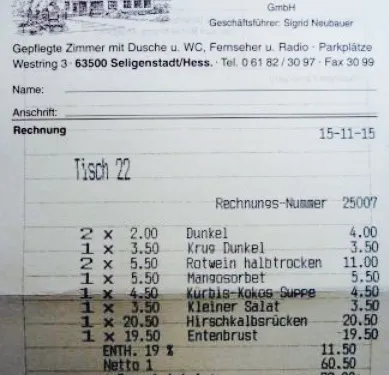 GmbH
Geschäftsführer: Sigrid Neubauer
Gepflegte Zimmer mit Dusche u. WC, Fernseher u. Radio · Parkplätze
Westring 3 · 63500 Seligenstadt/Hess. · Tel. 0 61 82 / 30 97 · Fax 30 99
Name:
Anschrift:
Rechnung
15-11-15
Tisch 22
Rechnungs-Nummer 25007
2 x 2.00 Dunkel 4.00
1 x 3.50 Krug Dunkel 3.50
2 x 5.50 Rotwein halbtrocken 11.00
1 x 5.50 Mangosorbet 5.50
1 x 4.50 Kürbis-Kokos Suppe 4.50
1 x 3.50 Kleiner Salat 3.50
1 x 20.50 Hirschkalbsrücken 20.50
1 x 19.50 Entenbrust 19.50
ENTH. 19 % 11.50
Netto 1 60.50